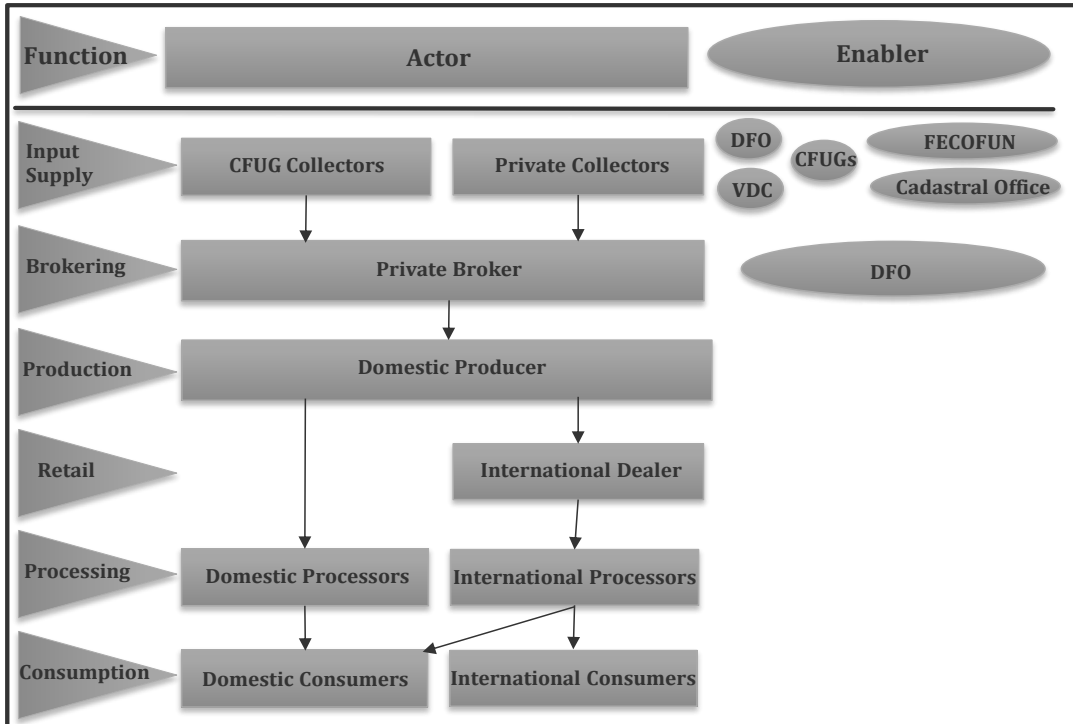 Function
Actor
Enabler
Input
Supply
CFUG Collectors
Private Collectors
DFO
CFUGs
FECOFUN
VDC
Cadastral Office
Brokering
Private Broker
DFO
Production
Domestic Producer
Retail
International Dealer
Processing
Domestic Processors
International Processors
Consumption
Domestic Consumers
International Consumers